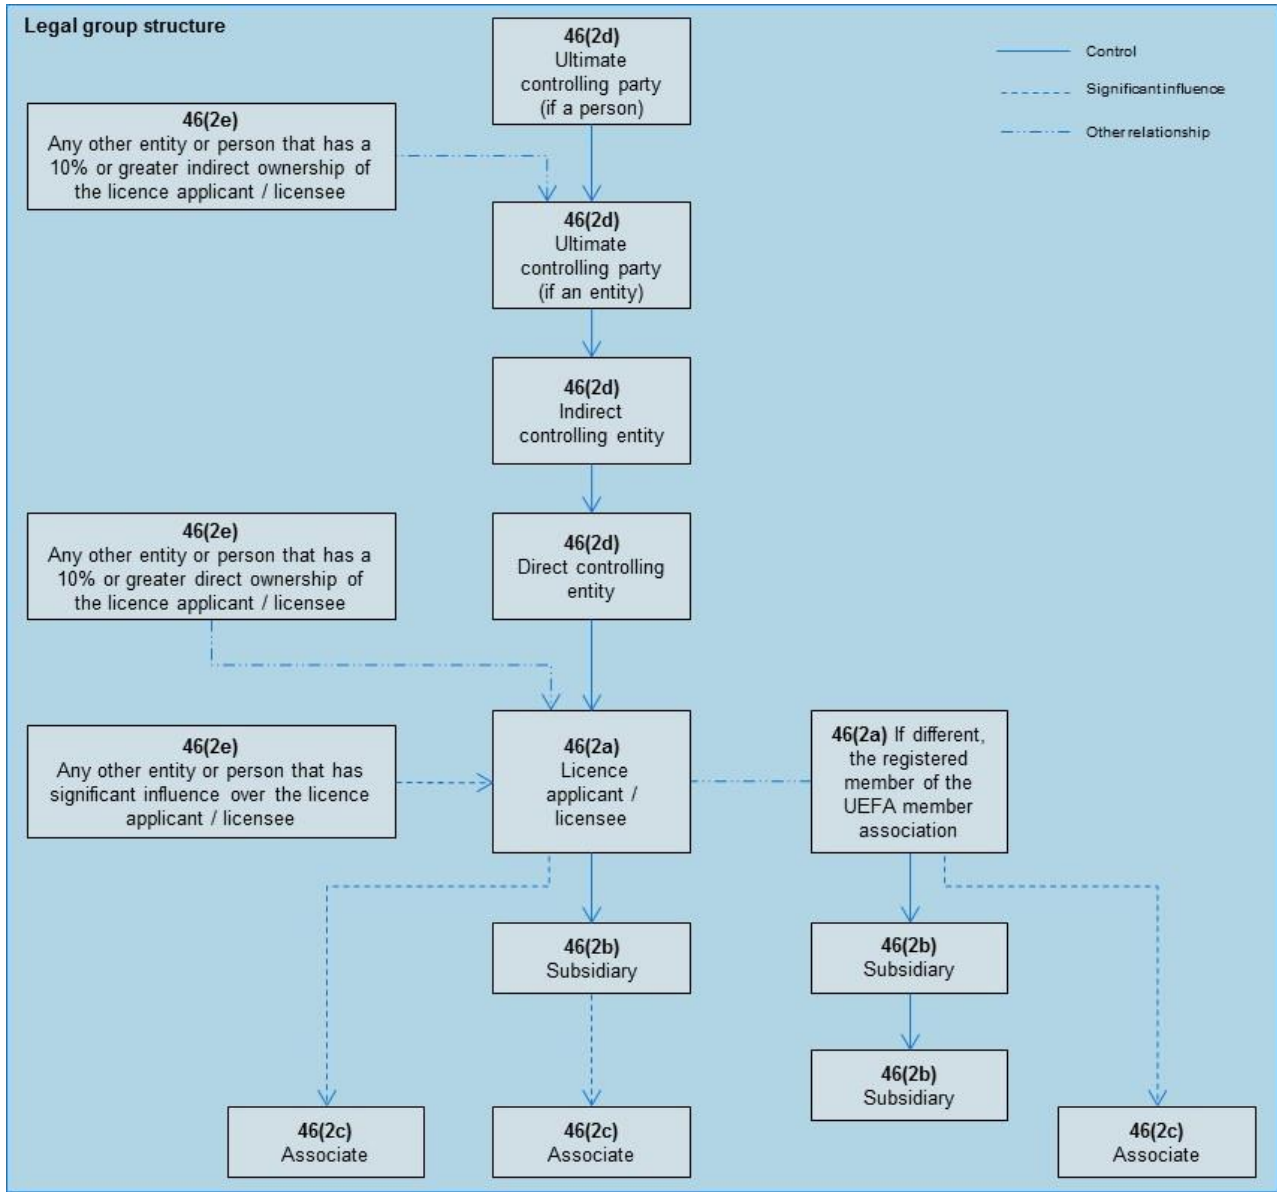 Legal group structure
46(2d)
Ultimate
controlling party
(if a person)
Control
Significant influence
Other relationship
46(2e)
Any other entity or person that has a
10% or greater indirect ownership of
the licence applicant / licensee
46(2d)
Ultimate
controlling party
(if an entity)
46(2d)
Indirect
controlling entity
46(2e)
Any other entity or person that has a
10% or greater direct ownership of
the licence applicant / licensee
46(2d)
Direct controlling
entity
46(2e)
Any other entity or person that has
significant influence over the licence
applicant / licensee
46(2a)
Licence
applicant /
licensee
46(2a) If different,
the registered
member of the
UEFA member
association
46(2b)
Subsidiary
46(2b)
Subsidiary
46(2b)
Subsidiary
46(2c)
Associate
46(2c)
Associate
46(2c)
Associate